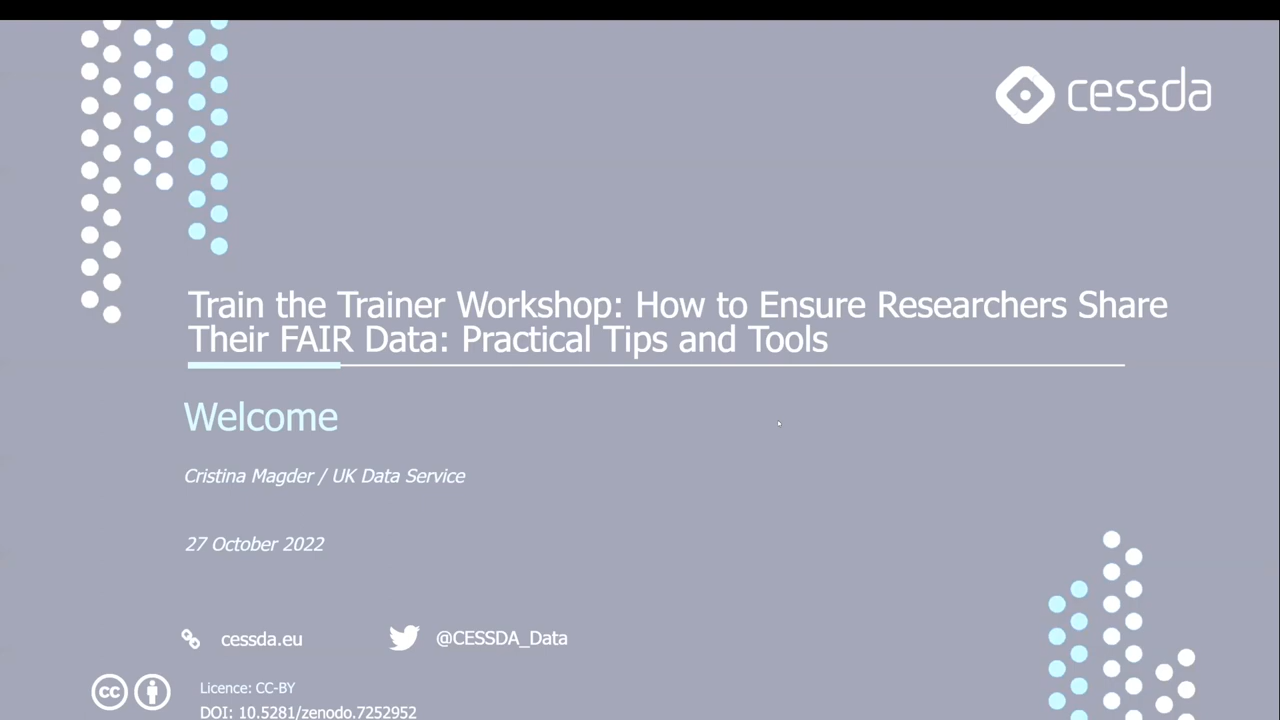 cessda
Train the Trainer Workshop: How to Ensure Researchers Share
Their FAIR Data: Practical Tips and Tools
Welcome
Cristina Magder / UK Data Service
27 October 2022
cessda.eu
@CESSDA_Data
cc
Licence: CC-BY
DOI: 10.5281/zenodo.7252952